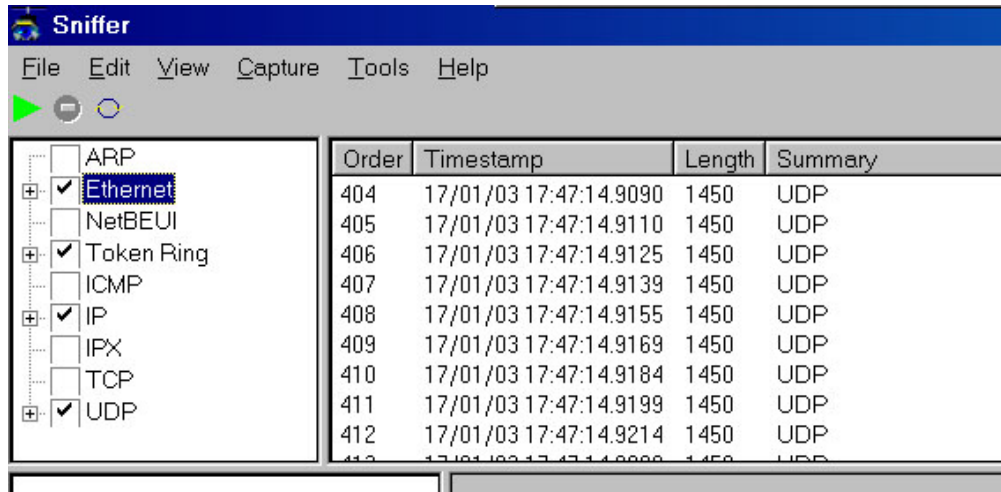 Sniffer
File Edit View Capture Tools Help
ARP
Ethernet
NetBEUI
Token Ring
ICMP
IP
IPX
TCP
UDP
Order Timestamp Length Summary
404 17/01/03 17:47:14.9090 1450 UDP
405 17/01/03 17:47:14.9110 1450 UDP
406 17/01/03 17:47:14.9125 1450 UDP
407 17/01/03 17:47:14.9139 1450 UDP
408 17/01/03 17:47:14.9155 1450 UDP
409 17/01/03 17:47:14.9169 1450 UDP
410 17/01/03 17:47:14.9184 1450 UDP
411 17/01/03 17:47:14.9199 1450 UDP
412 17/01/03 17:47:14.9214 1450 UDP